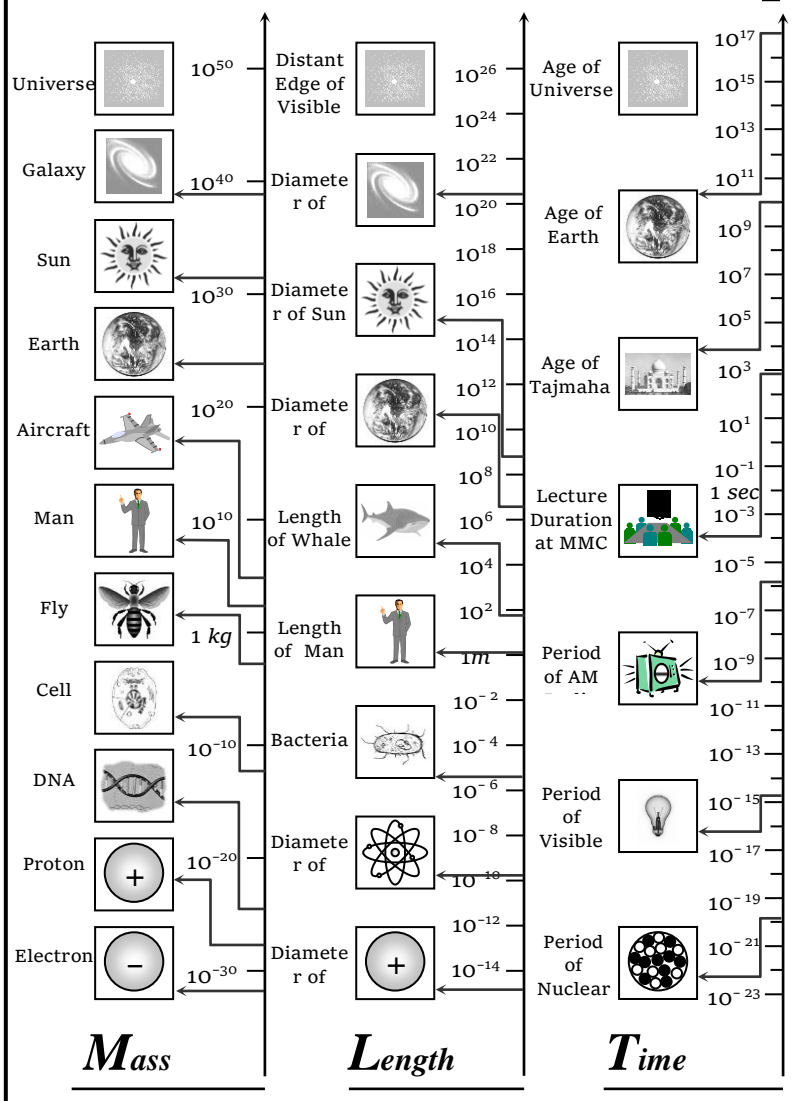 Universe
10⁵⁰
Galaxy
10⁴⁰
Sun
10³⁰
Earth
10²⁰
Aircraft
Man
10¹⁰
Fly
1 kg
Cell
10⁻¹⁰
DNA
Proton
10⁻²⁰
+
Electron
10⁻³⁰
−
Mass
Distant
Edge of
Visible
10²⁶
10²⁴
10²²
Diamete
r of
10²⁰
10¹⁸
Diamete
r of Sun
10¹⁶
10¹⁴
10¹²
Diamete
r of
10¹⁰
10⁸
Length
of Whale
10⁶
10⁴
10²
Length
of Man
1m
10⁻²
Bacteria
10⁻⁴
10⁻⁶
10⁻⁸
Diamete
r of
10⁻¹⁰
10⁻¹²
Diamete
r of
+
10⁻¹⁴
Length
10¹⁷
Age of
Universe
10¹⁵
10¹³
10¹¹
Age of
Earth
10⁹
10⁷
10⁵
Age of
Tajmaha
10³
10¹
10⁻¹
1 sec
Lecture
Duration
at MMC
10⁻³
10⁻⁵
10⁻⁷
10⁻⁹
Period
of AM
10⁻¹¹
10⁻¹³
Period
of
Visible
10⁻¹⁵
10⁻¹⁷
10⁻¹⁹
Period
of
Nuclear
10⁻²¹
10⁻²³
Time